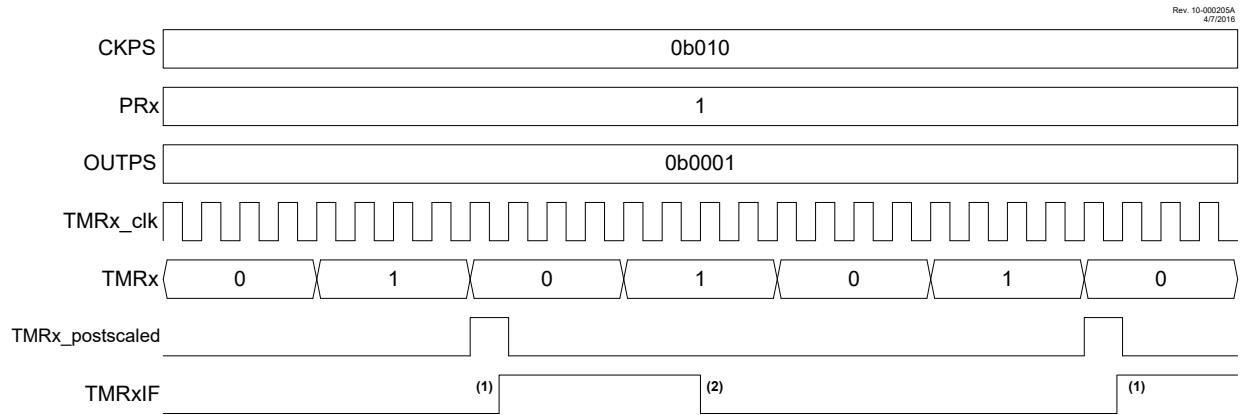 Rev. 10-000205A
4/7/2016
CKPS 0b010
PRx 1
OUTPS 0b0001
TMRx_clk
TMRx 0 1 0 1 0 1 0
TMRx_postscaled
TMRxIF (1) (2) (1)